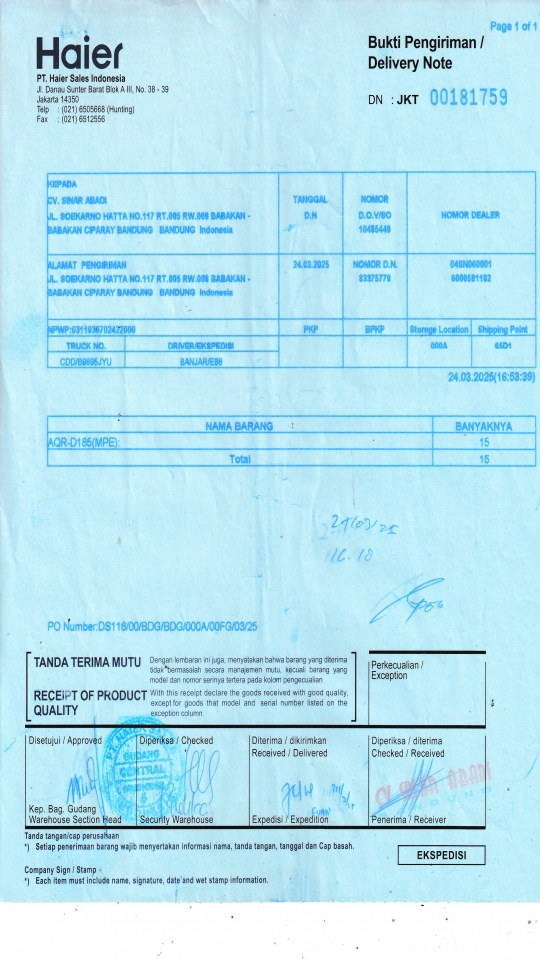 Page 1 of 1
Haier
Bukti Pengiriman /
Delivery Note
PT. Haier Sales Indonesia
Jl. Danau Sunter Barat Blok A III, No. 38 - 39
Jakarta 14350
Telp : (021) 6505668 (Hunting)
Fax : (021) 6512556
DN : JKT 00181759
KEPADA
CV. SINAR ABADI
JL. SOEKARNO HATTA NO.117 RT.005 RW.008 BABAKAN -
BABAKAN CIPARAY BANDUNG BANDUNG Indonesia
TANGGAL
D.N
NOMOR
D.O.V/SO
10485449
NOMOR DEALER
ALAMAT PENGIRIMAN
JL. SOEKARNO HATTA NO.117 RT.005 RW.008 BABAKAN -
BABAKAN CIPARAY BANDUNG BANDUNG Indonesia
24.03.2025
NOMOR D.N.
83375770
6000581182
NPWP:0311936702422000
PKP
BPKP
Storege Location
Shipping Point
TRUCK NO.
DRIVER/EKSPEDISI
000A
65D1
CDD/B9695JYU
BANJAR/E88
24.03.2025(16:53:39)
NAMA BARANG
BANYAKNYA
AQR-D185(MPE):
15
Total
15
PO Number:DS116/00/BDG/BDG/000A/00FG/03/25
TANDA TERIMA MUTU
Dengan lembaran ini juga, menyatakan bahwa barang yang diterima
tidak bermasalah secara manajemen mutu, kecuali barang yang
model dan nomor serinya tertera pada kolom pengecualian
RECEIPT OF PRODUCT
QUALITY
With this receipt declare the goods received with good quality,
except for goods that model and serial number listed on the
exception column
Perkecualian /
Exception
Disetujui / Approved
Diperiksa / Checked
Diterima / dikirimkan
Received / Delivered
Diperiksa / diterima
Checked / Received
GUDANG
CENTRAL
Kep. Bag. Gudang
Warehouse Section Head
Security Warehouse
Expedisi / Expedition
Penerima / Receiver
Tanda tangan/cap perusahaan
*) Setiap penerimaan barang wajib menyertakan informasi nama, tanda tangan, tanggal dan Cap basah.
EKSPEDISI
Company Sign / Stamp
*) Each item must include name, signature, date and wet stamp information.